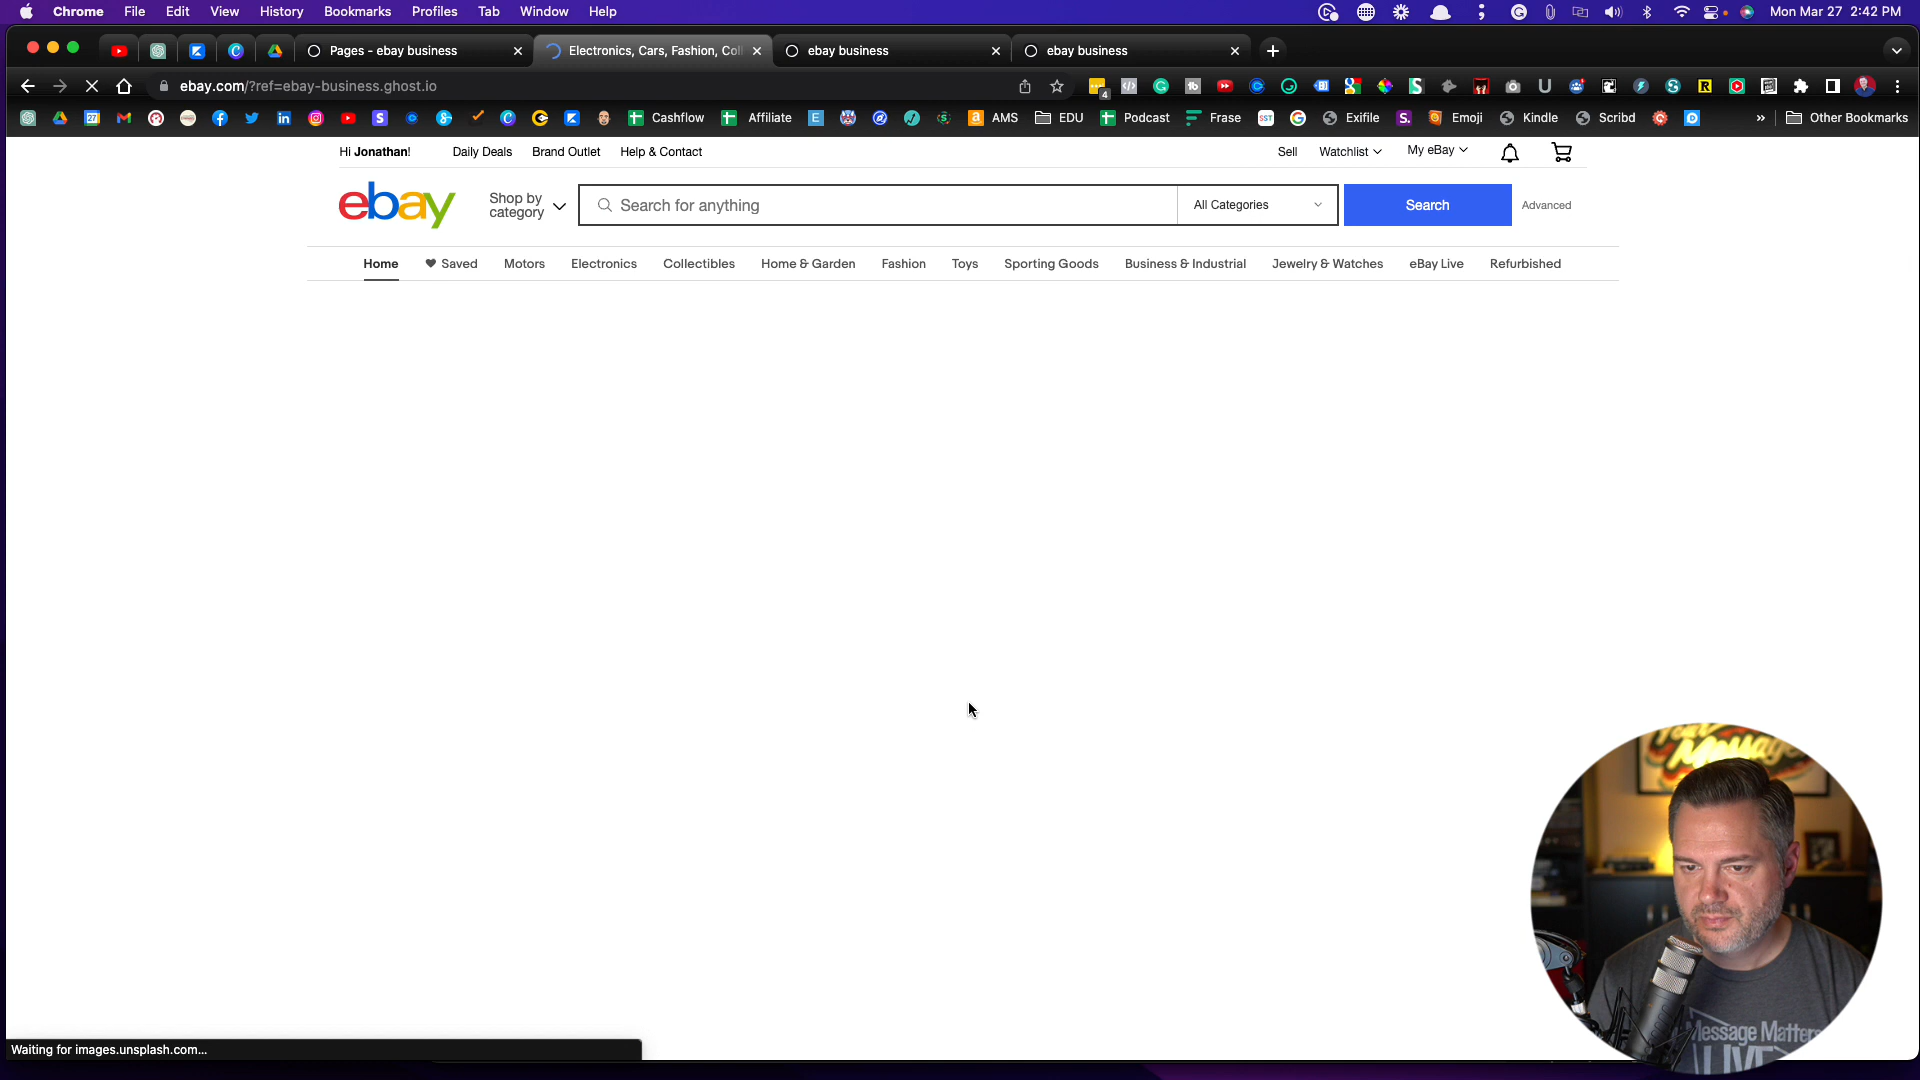 Chrome File Edit View History Bookmarks Profiles Tab Window Help Mon Mar 27 2:42 PM
Pages - ebay business Electronics, Cars, Fashion, Col ebay business ebay business
ebay.com/?ref=ebay-business.ghost.io
Cashflow Affiliate AMS EDU Podcast Frase Exifile Emoji Kindle Scribd Other Bookmarks
Hi Jonathan! Daily Deals Brand Outlet Help & Contact Sell Watchlist My eBay
ebay Shop by category Search for anything All Categories Search Advanced
Home Saved Motors Electronics Collectibles Home & Garden Fashion Toys Sporting Goods Business & Industrial Jewelry & Watches eBay Live Refurbished
Message
Message Matters
LIVE
Waiting for images.unsplash.com...